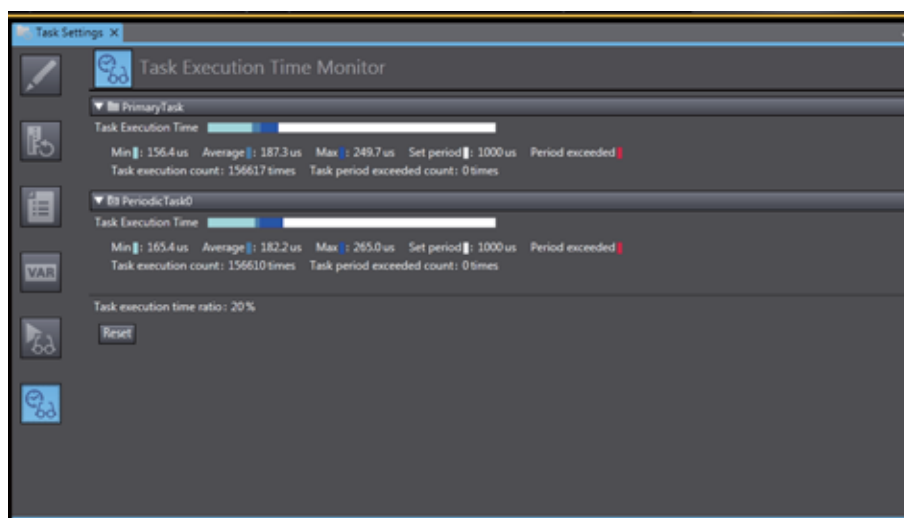 Task Settings X
Task Execution Time Monitor
PrimaryTask
Task Execution Time
Min : 156.4 us Average : 187.3 us Max : 249.7 us Set period : 1000 us Period exceeded
Task execution count : 156617 times Task period exceeded count : 0 times
PeriodicTask0
Task Execution Time
Min : 165.4 us Average : 182.2 us Max : 265.0 us Set period : 1000 us Period exceeded
Task execution count : 156610 times Task period exceeded count : 0 times
VAR
Task execution time ratio : 20 %
Reset